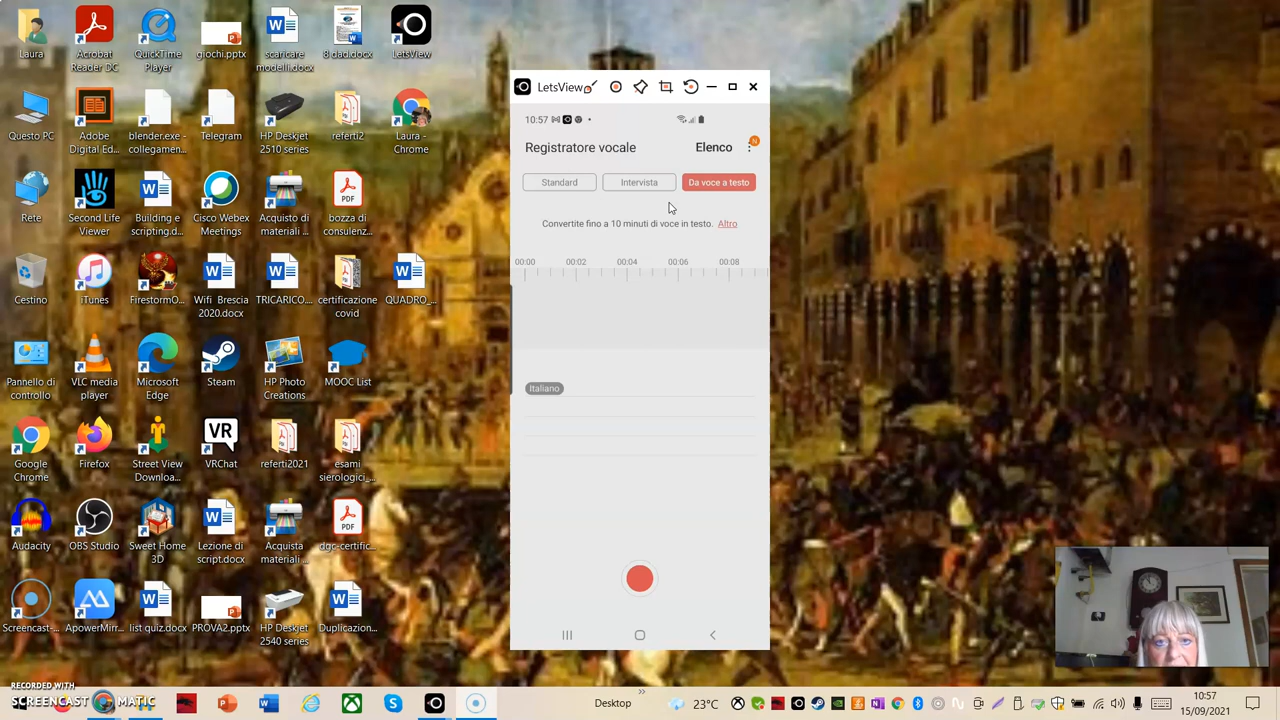 Laura
Acrobat
Reader DC
QuickTime
Player
giochi.pptx
scaricare
modelli.docx
8 dad.docx
LetsView
Questo PC
Adobe
Digital Ed...
blender.exe -
collegamen...
Telegram
HP Deskjet
2510 series
referti2
Laura -
Chrome
Rete
Second Life
Viewer
Building e
scripting.d...
Cisco Webex
Meetings
Acquisto di
materiali ...
bozza di
consulenz...
Cestino
iTunes
FirestormO...
Wifi Brescia
2020.docx
TRICARICO....
certificazione
covid
QUADRO_...
Pannello di
controllo
VLC media
player
Microsoft
Edge
Steam
HP Photo
Creations
MOOC List
Google
Chrome
Firefox
Street View
Downloa...
VR
VRChat
referti2021
esami
sierologici_...
Audacity
OBS Studio
Sweet Home
3D
Lezione di
script.docx
Acquista
materiali ...
PDF
dgc-certific...
Screencast-...
ApowerMirr...
list quiz.docx
PROVA2.pptx
HP Deskjet
2540 series
Duplicazion...
LetsView
10:57
Registratore vocale
Elenco
N
Standard
Intervista
Da voce a testo
Convertite fino a 10 minuti di voce in testo. Altro
00:00 00:02 00:04 00:06 00:08
Italiano
RECORDED WITH
SCREENCAST MATIC
Desktop
23°C
10:57
15/09/2021